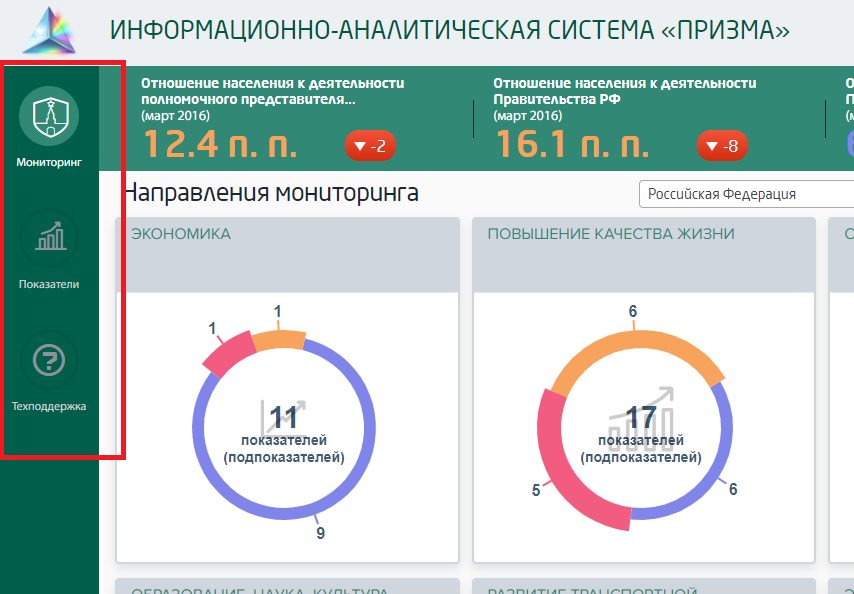 ИНФОРМАЦИОННО-АНАЛИТИЧЕСКАЯ СИСТЕМА «ПРИЗМА»
Мониторинг
Показатели
Техподдержка
Отношение населения к деятельности
полномочного представителя...
(март 2016)
12.4 п. п.
-2
Отношение населения к деятельности
Правительства РФ
(март 2016)
16.1 п. п.
-8
Направления мониторинга
Российская Федерация
ЭКОНОМИКА
1
1
11
показателей
(подпоказателей)
9
ПОВЫШЕНИЕ КАЧЕСТВА ЖИЗНИ
6
17
показателей
(подпоказателей)
5
6
ОБРАЗОВАНИЕ, НАУКА, КУЛЬТУРА
РАЗВИТИЕ ТРАНСПОРТНОЙ